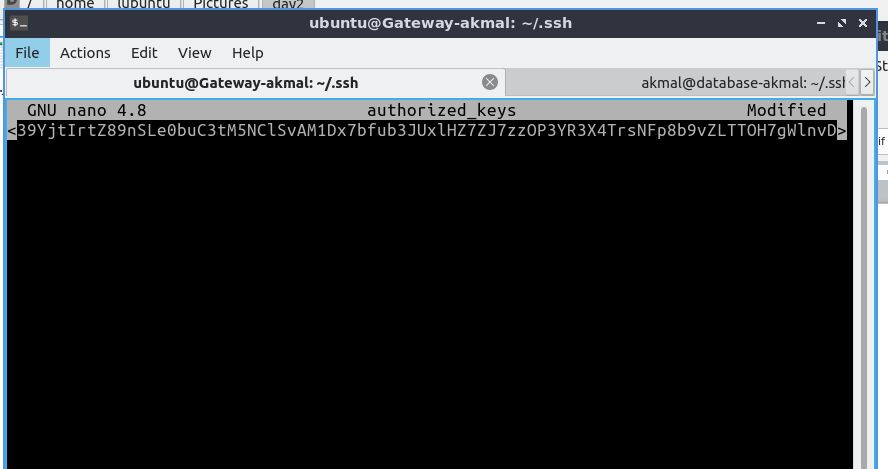 / home lubuntu Pictures day2
ubuntu@Gateway-akmal: ~/.ssh
File Actions Edit View Help
ubuntu@Gateway-akmal: ~/.ssh akmal@database-akmal: ~/.ssh
GNU nano 4.8 authorized_keys Modified
<39YjtIrtZ89nSLe0buC3tM5NClSvAM1Dx7bfub3JUxlHZ7ZJ7zzOP3YR3X4TrsNFp8b9vZLTTOH7gWlnvD>